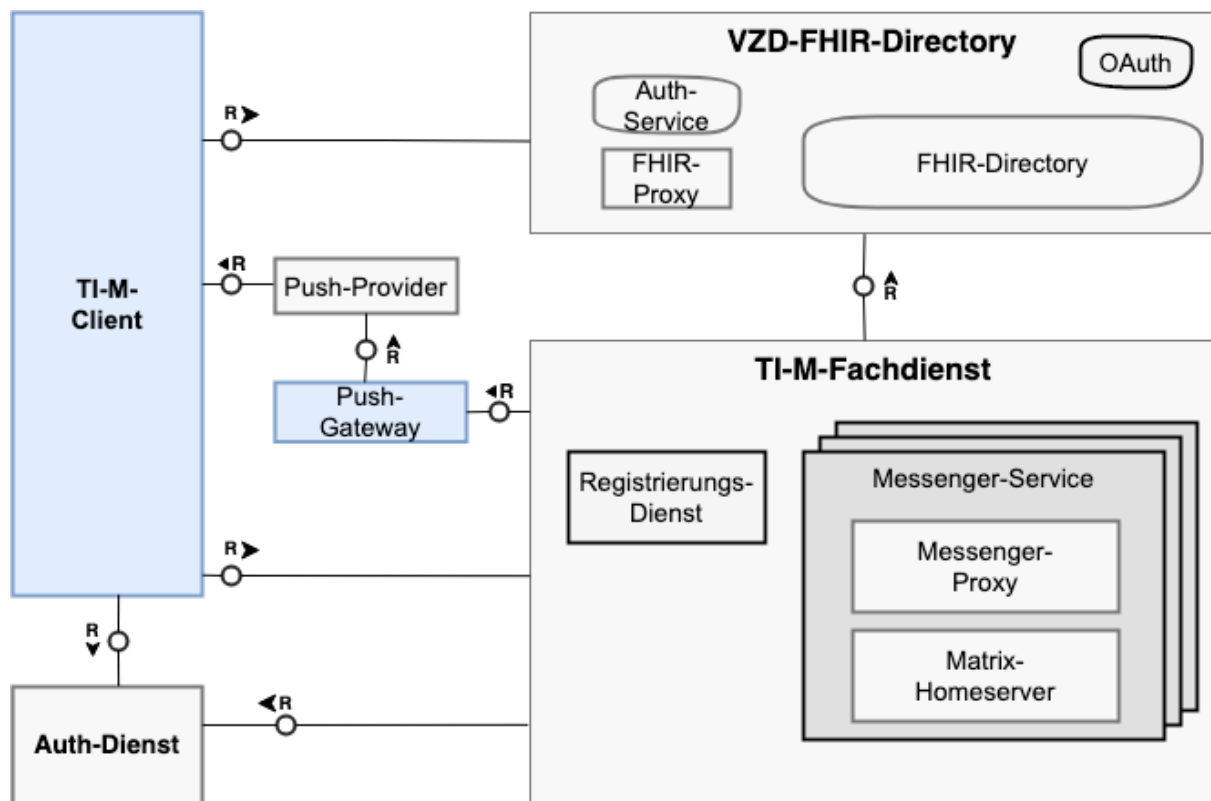 VZD-FHIR-Directory
OAuth
Auth-
Service
FHIR-
Proxy
FHIR-Directory
R
R
Push-Provider
TI-M-
Client
R
R
Push-
Gateway
R
TI-M-Fachdienst
Registrierungs-
Dienst
Messenger-Service
Messenger-
Proxy
Matrix-
Homeserver
R
R
R
Auth-Dienst